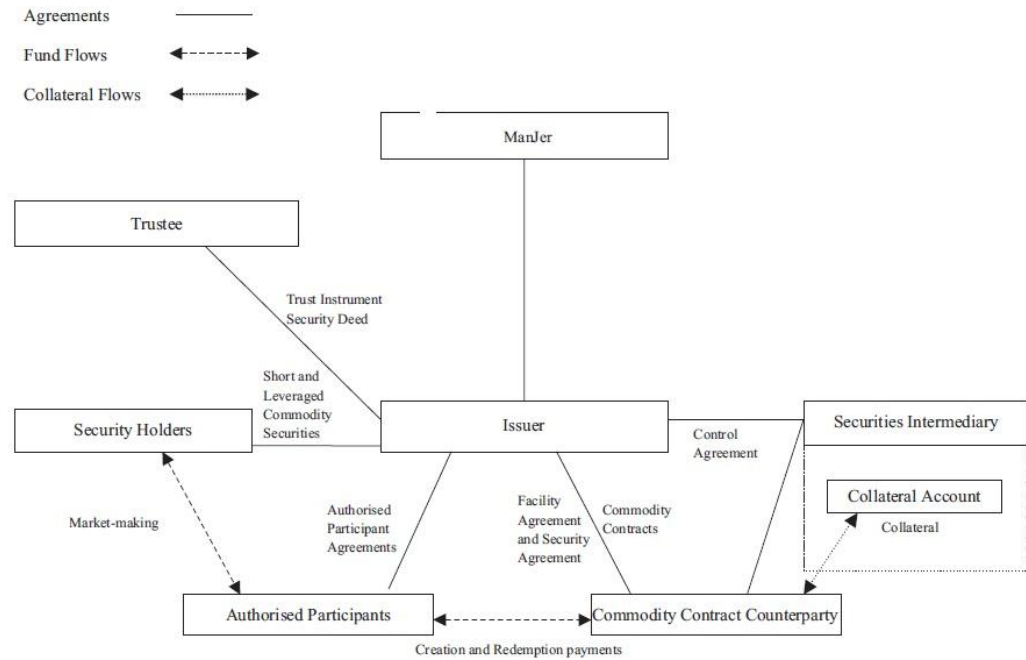 Agreements
Fund Flows
Collateral Flows
ManJer
Trustee
Trust Instrument
Security Deed
Short and
Leveraged
Commodity
Securities
Security Holders
Issuer
Securities Intermediary
Control
Agreement
Collateral Account
Collateral
Market-making
Authorised
Participant
Agreements
Facility
Agreement
and Security
Agreement
Commodity
Contracts
Authorised Participants
Commodity Contract Counterparty
Creation and Redemption payments